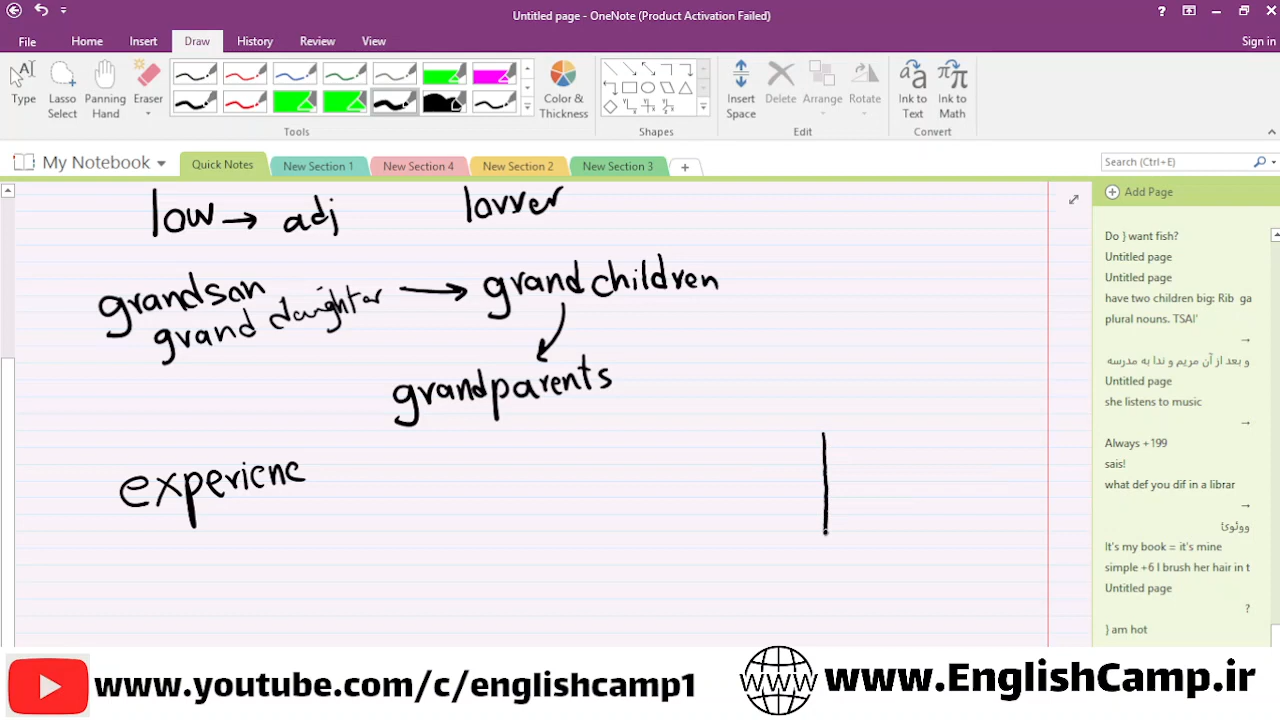 Untitled page - OneNote (Product Activation Failed)
?
File Home Insert Draw History Review View
Sign in
Type
Lasso Select
Panning Hand
Eraser
Color & Thickness
Insert Space
Delete
Arrange
Rotate
Ink to Text
Ink to Math
Tools
Shapes
Edit
Convert
My Notebook
Quick Notes
New Section 1
New Section 4
New Section 2
New Section 3
Search (Ctrl+E)
Add Page
low → adj
lower
grandson
grand daughter → grandchildren
grandparents
expericne
Do } want fish?
Untitled page
Untitled page
have two children big: Rib ga
plural nouns. TSAI'
→
و بعد از آن مریم و ندا به مدرسه
Untitled page
she listens to music
→
Always +199
sais!
what def you dif in a librar
→
It's my book = it's mine
simple +6 I brush her hair in t
Untitled page
?
} am hot
www.youtube.com/c/englishcamp1
WWW
www.EnglishCamp.ir